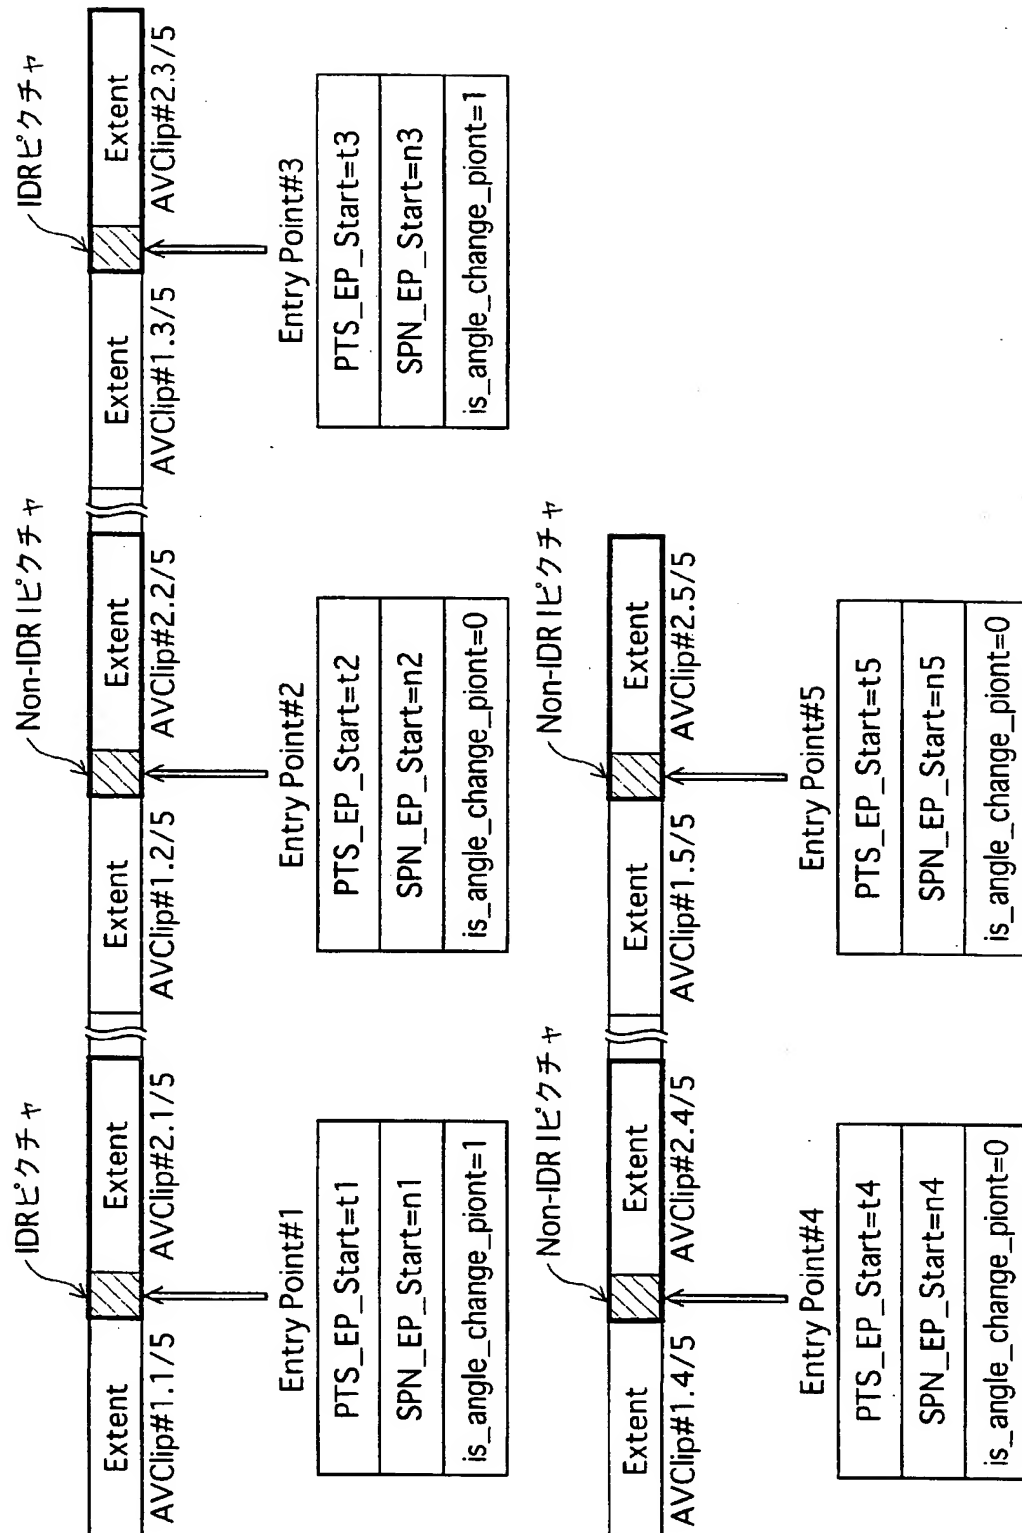 IDRピクチャ
Non-IDR Iピクチャ
IDRピクチャ
Extent
Extent
Extent
Extent
Extent
Extent
AVClip#1.1/5
AVClip#2.1/5
AVClip#1.2/5
AVClip#2.2/5
AVClip#1.3/5
AVClip#2.3/5
Entry Point#1
PTS_EP_Start=t1
SPN_EP_Start=n1
is_angle_change_piont=1
Entry Point#2
PTS_EP_Start=t2
SPN_EP_Start=n2
is_angle_change_piont=0
Entry Point#3
PTS_EP_Start=t3
SPN_EP_Start=n3
is_angle_change_piont=1
Non-IDR Iピクチャ
Non-IDR Iピクチャ
Extent
Extent
Extent
Extent
AVClip#1.4/5
AVClip#2.4/5
AVClip#1.5/5
AVClip#2.5/5
Entry Point#4
PTS_EP_Start=t4
SPN_EP_Start=n4
is_angle_change_piont=0
Entry Point#5
PTS_EP_Start=t5
SPN_EP_Start=n5
is_angle_change_piont=0